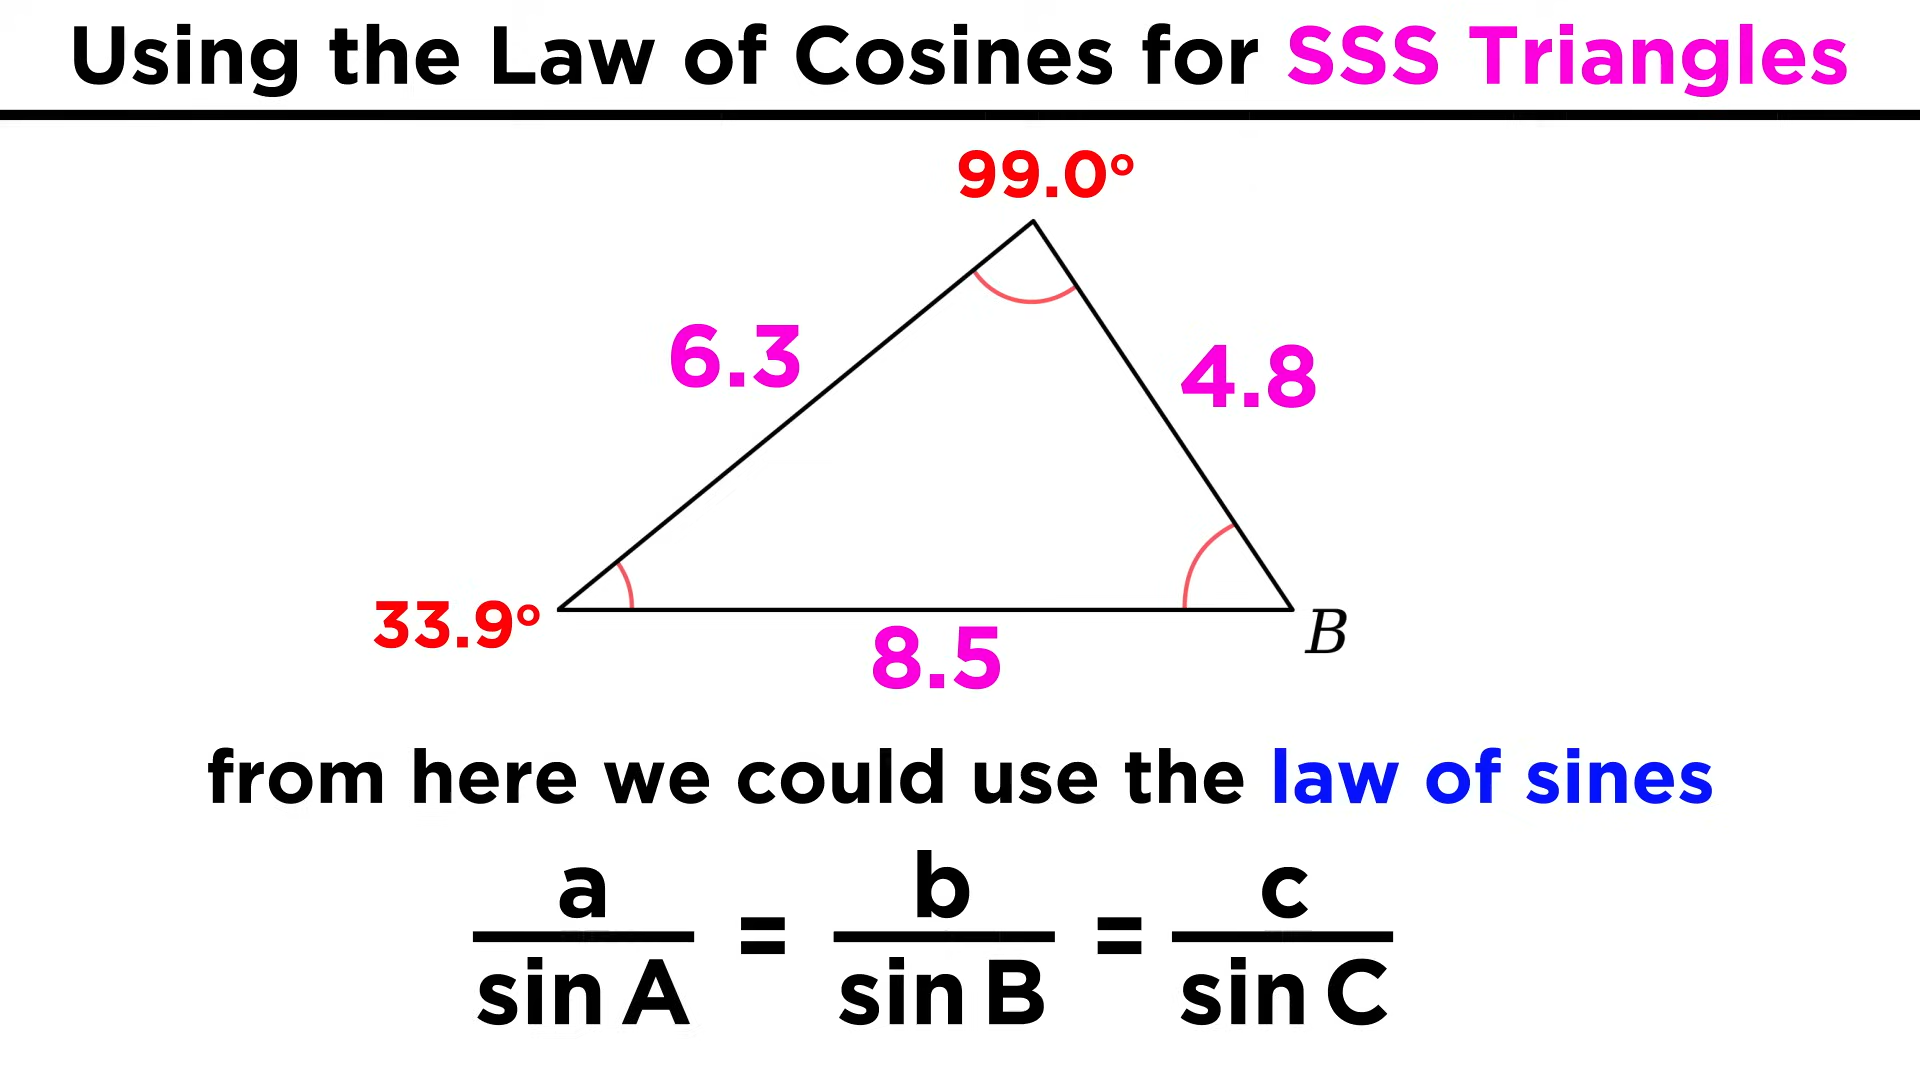 Using the Law of Cosines for SSS Triangles
99.0°
6.3
4.8
33.9°
8.5
B
from here we could use the law of sines
a/sin A = b/sin B = c/sin C